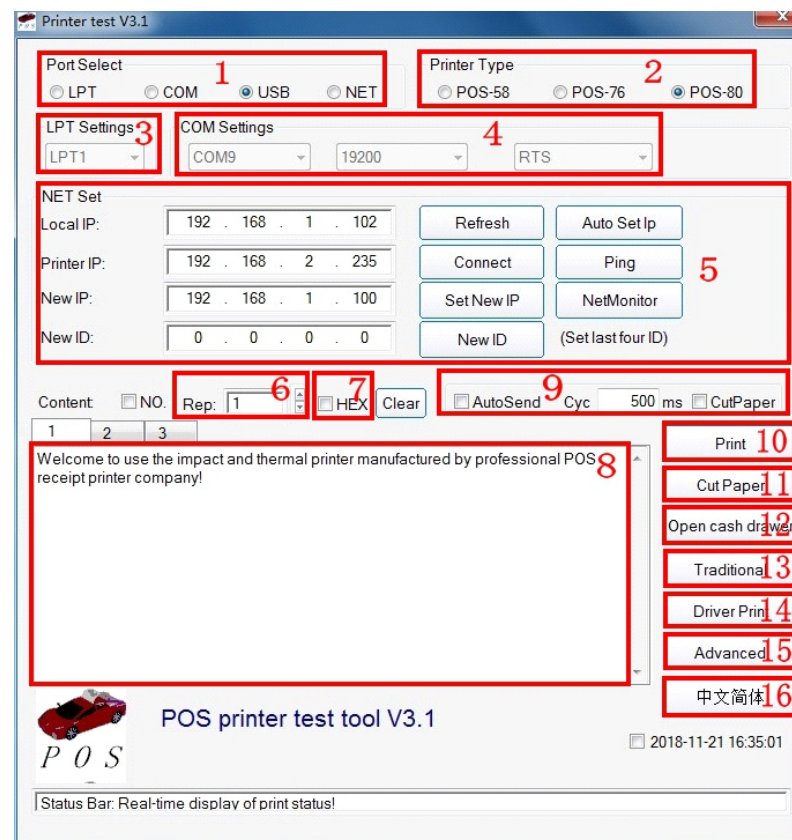 Printer test V3.1
Port Select
1
LPT COM USB NET
Printer Type
2
POS-58 POS-76 POS-80
LPT Settings
3
LPT1
COM Settings
4
COM9 19200 RTS
NET Set
5
Local IP: 192 . 168 . 1 . 102 Refresh Auto Set Ip
Printer IP: 192 . 168 . 2 . 235 Connect Ping
New IP: 192 . 168 . 1 . 100 Set New IP NetMonitor
New ID: 0 . 0 . 0 . 0 New ID (Set last four ID)
6
7
9
Content: NO. Rep: 1 HEX Clear AutoSend Cyc 500 ms CutPaper
1 2 3
8
Welcome to use the impact and thermal printer manufactured by professional POS
receipt printer company!
Print 10
Cut Paper 11
Open cash drawer 12
Traditional 13
Driver Print 14
Advanced 15
中文简体 16
POS
POS printer test tool V3.1
2018-11-21 16:35:01
Status Bar: Real-time display of print status!